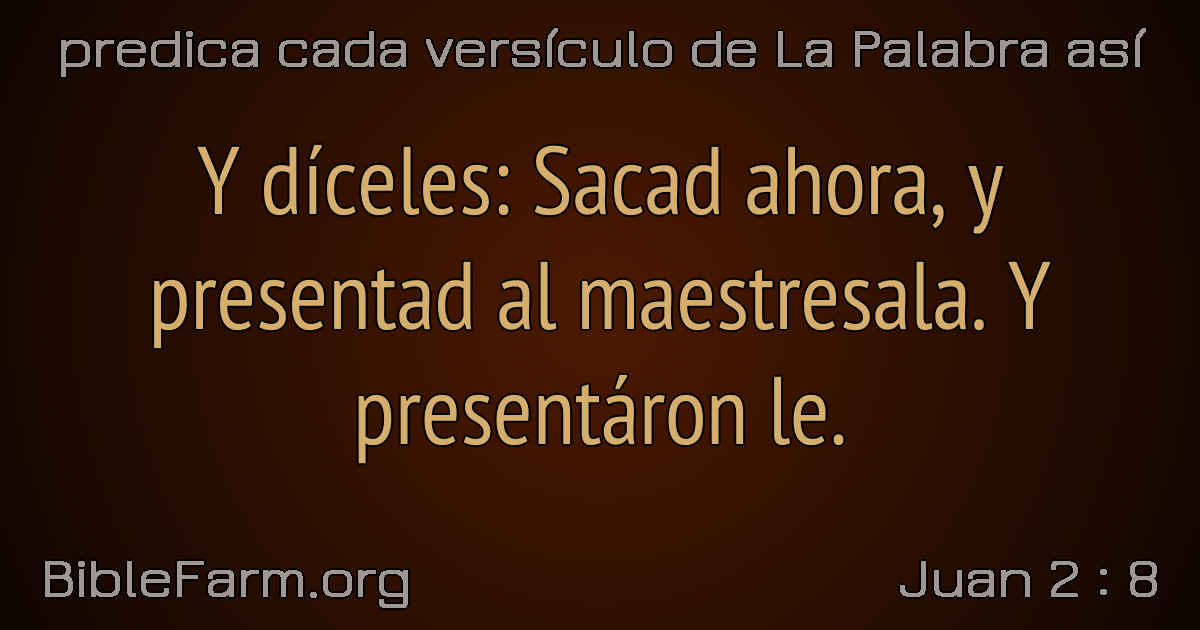 predica cada versículo de La Palabra así
Y díceles: Sacad ahora, y
presentad al maestresala. Y
presentáron le.
BibleFarm.org
Juan 2 : 8